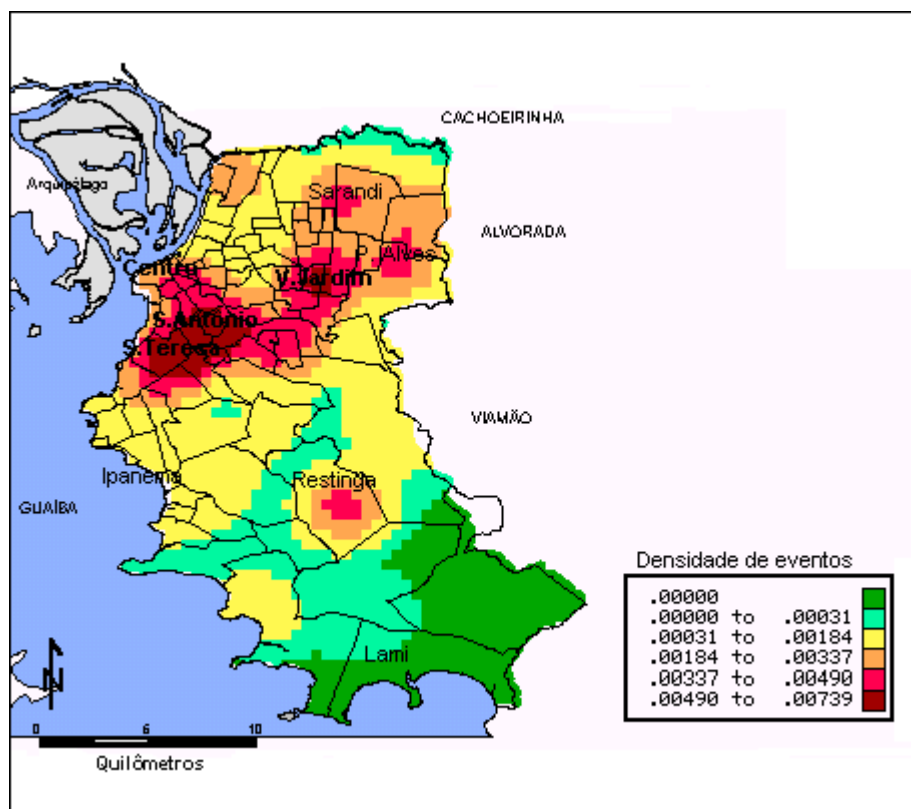 CACHOEIRINHA
Arquipélago
Sarandi
ALVORADA
P. Alves
Centro
V.Jardim
S.Antônio
S.Teresa
VIAMÃO
Ipanema
Restinga
GUAÍBA
Densidade de eventos
.00000
.00000 to .00031
.00031 to .00184
.00184 to .00337
.00337 to .00490
.00490 to .00739
Lami
N
0 6 10
Quilômetros